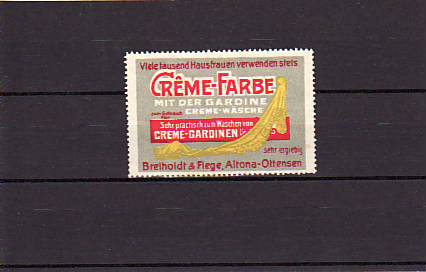 Viele tausend Hausfrauen verwenden stets
CRÊME-FARBE
MIT DER GARDINE
CREME-WÄSCHE
Sehr practisch zum Waschen von
CREME-GARDINEN
sehr ergiebig
Breiholdt & Fiege, Altona-Ottensen